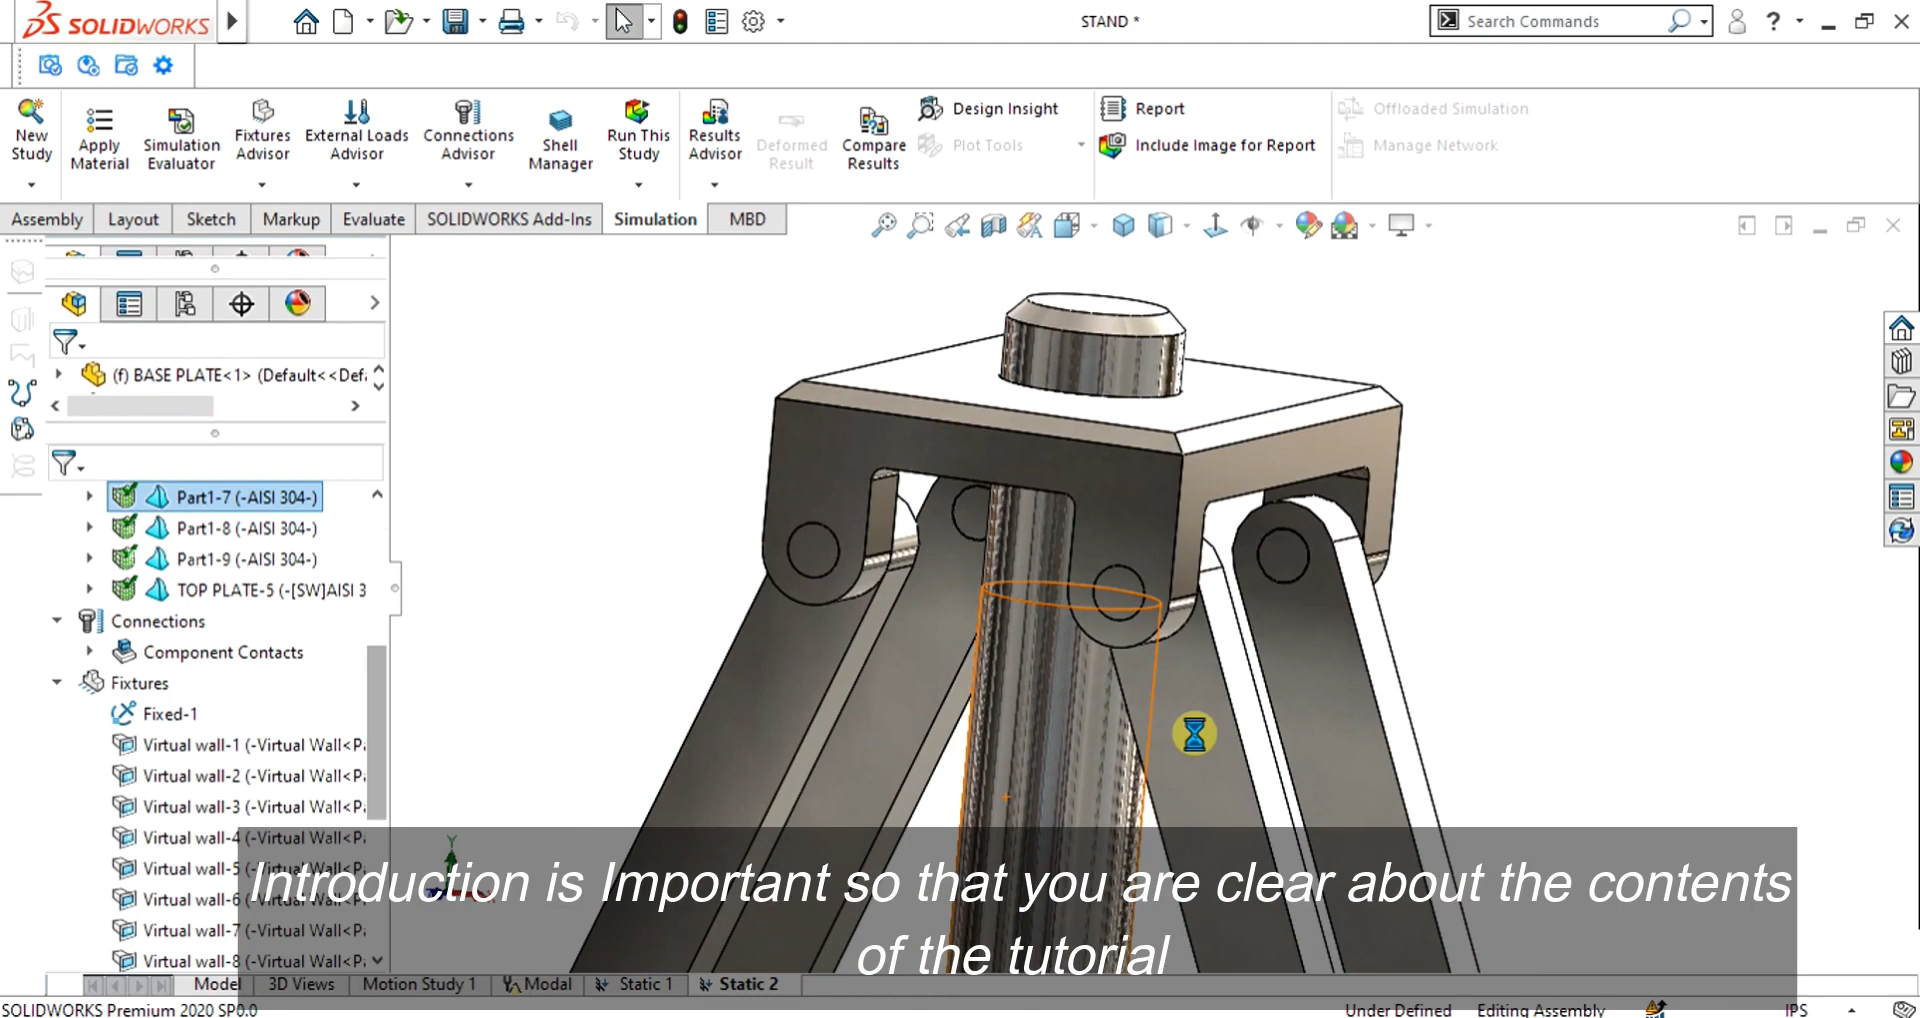 SOLIDWORKS
STAND *
Search Commands
?
New Study
Apply Material
Simulation Evaluator
Fixtures Advisor
External Loads Advisor
Connections Advisor
Shell Manager
Run This Study
Results Advisor
Deformed Result
Compare Results
Design Insight
Plot Tools
Report
Include Image for Report
Offloaded Simulation
Manage Network
Assembly
Layout
Sketch
Markup
Evaluate
SOLIDWORKS Add-Ins
Simulation
MBD
(f) BASE PLATE<1> (Default<<Def
Part1-7 (-AISI 304-)
Part1-8 (-AISI 304-)
Part1-9 (-AISI 304-)
TOP PLATE-5 (-[SW]AISI 3
Connections
Component Contacts
Fixtures
Fixed-1
Virtual wall-1 (-Virtual Wall<P
Virtual wall-2 (-Virtual Wall<P
Virtual wall-3 (-Virtual Wall<P
Virtual wall-4 (-Virtual Wall<P
Virtual wall-5 (-Virtual Wall<P
Virtual wall-6 (-Virtual Wall<P
Virtual wall-7 (-Virtual Wall<P
Virtual wall-8 (-Virtual Wall<P
Y
Introduction is Important so that you are clear about the contents
of the tutorial
Model
3D Views
Motion Study 1
Modal
Static 1
Static 2
SOLIDWORKS Premium 2020 SP0.0
Under Defined
Editing Assembly
IPS